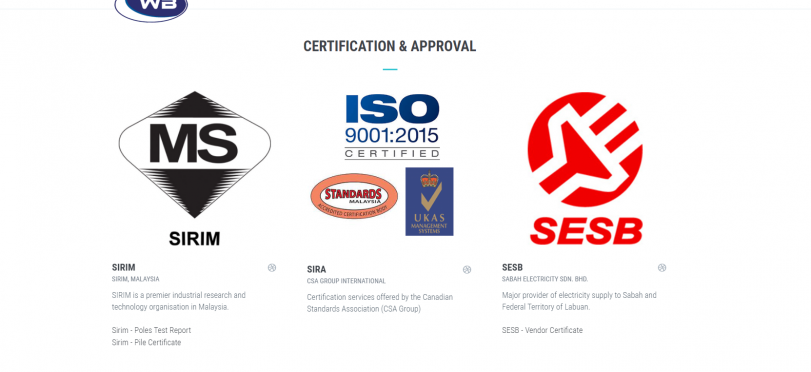 WB
CERTIFICATION & APPROVAL
MS
SIRIM
ISO
9001:2015
CERTIFIED
STANDARDS
MALAYSIA
ACCREDITED CERTIFICATION BODY
UKAS
MANAGEMENT
SYSTEMS
SESB
SIRIM
SIRIM, MALAYSIA
SIRIM is a premier industrial research and
technology organisation in Malaysia.
Sirim - Poles Test Report
Sirim - Pile Certificate
SIRA
CSA GROUP INTERNATIONAL
Certification services offered by the Canadian
Standards Association (CSA Group)
SESB
SABAH ELECTRICITY SDN. BHD.
Major provider of electricity supply to Sabah and
Federal Territory of Labuan.
SESB - Vendor Certificate